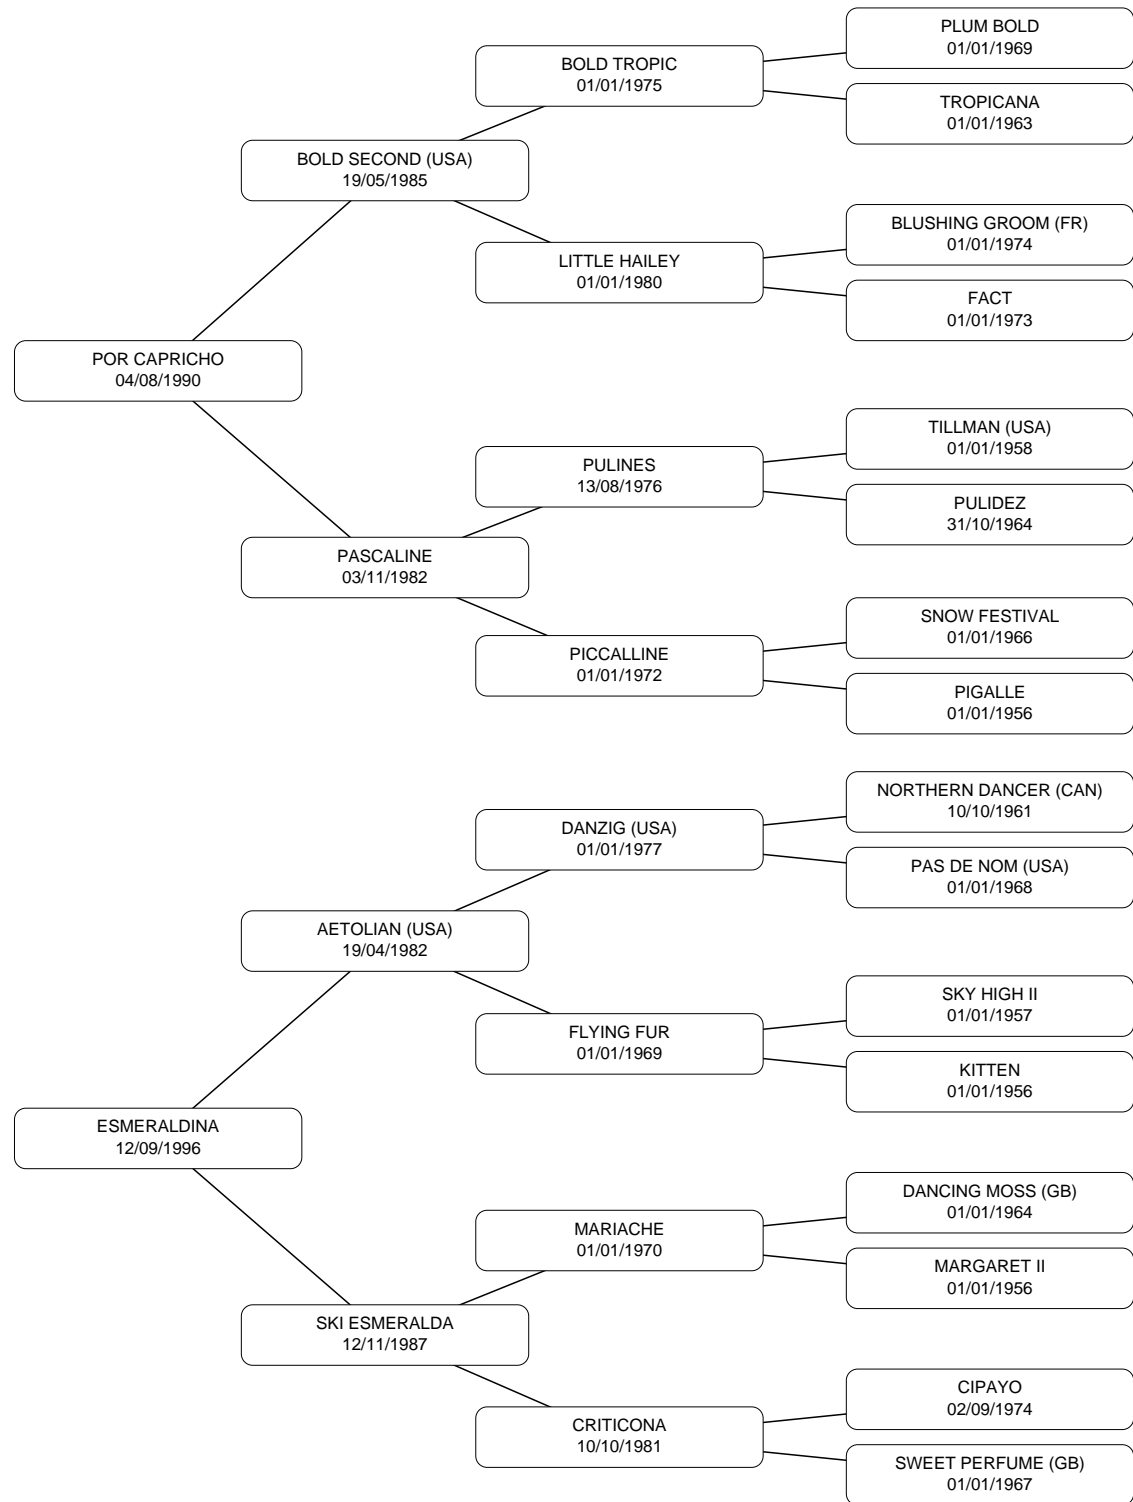 PLUM BOLD
01/01/1969
BOLD TROPIC
01/01/1975
TROPICANA
01/01/1963
BOLD SECOND (USA)
19/05/1985
BLUSHING GROOM (FR)
01/01/1974
LITTLE HAILEY
01/01/1980
FACT
01/01/1973
POR CAPRICHO
04/08/1990
TILLMAN (USA)
01/01/1958
PULINES
13/08/1976
PULIDEZ
31/10/1964
PASCALINE
03/11/1982
SNOW FESTIVAL
01/01/1966
PICCALLINE
01/01/1972
PIGALLE
01/01/1956
NORTHERN DANCER (CAN)
10/10/1961
DANZIG (USA)
01/01/1977
PAS DE NOM (USA)
01/01/1968
AETOLIAN (USA)
19/04/1982
SKY HIGH II
01/01/1957
FLYING FUR
01/01/1969
KITTEN
01/01/1956
ESMERALDINA
12/09/1996
DANCING MOSS (GB)
01/01/1964
MARIACHE
01/01/1970
MARGARET II
01/01/1956
SKI ESMERALDA
12/11/1987
CIPAYO
02/09/1974
CRITICONA
10/10/1981
SWEET PERFUME (GB)
01/01/1967